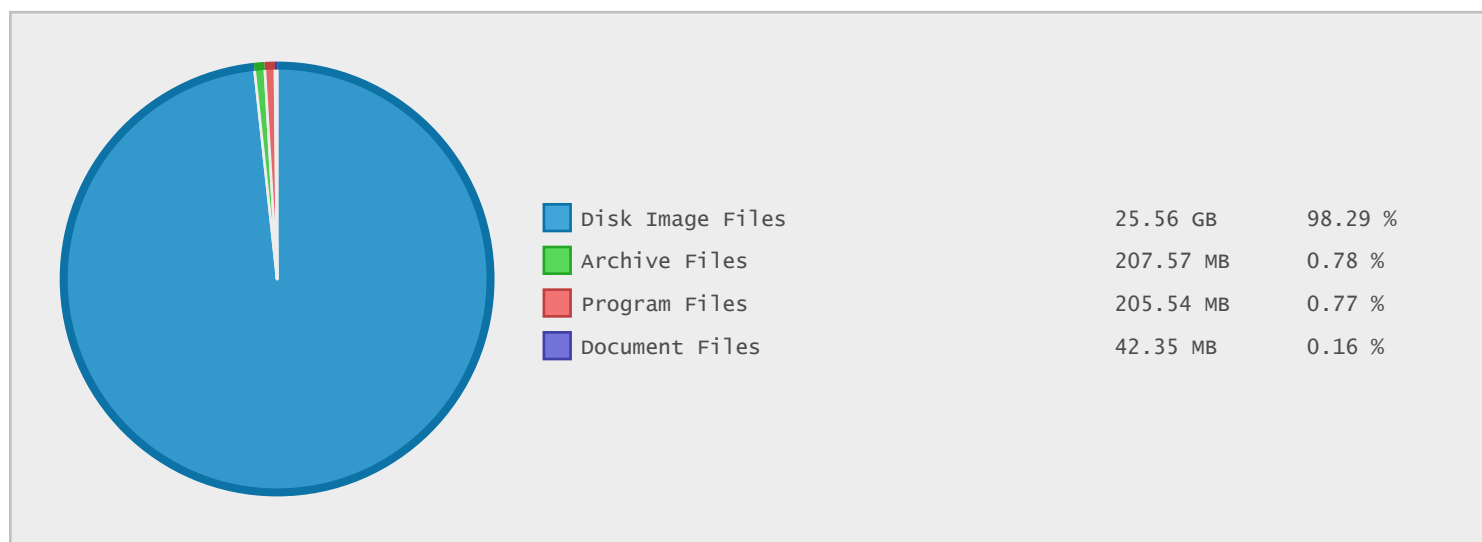 Disk Image Files 25.56 GB 98.29 %
Archive Files 207.57 MB 0.78 %
Program Files 205.54 MB 0.77 %
Document Files 42.35 MB 0.16 %